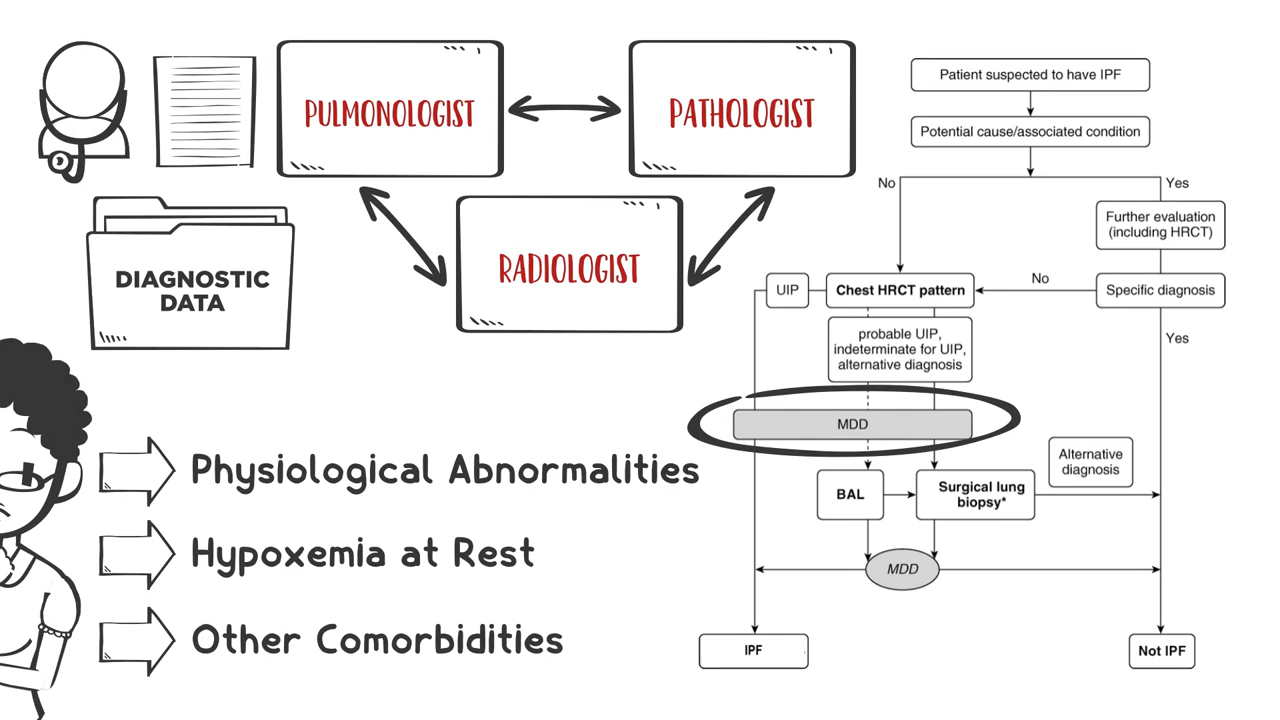 PULMONOLOGIST
PATHOLOGIST
RADIOLOGIST
DIAGNOSTIC
DATA
Physiological Abnormalities
Hypoxemia at Rest
Other Comorbidities
Patient suspected to have IPF
Potential cause/associated condition
No
Yes
Further evaluation
(including HRCT)
UIP
Chest HRCT pattern
No
Specific diagnosis
probable UIP,
indeterminate for UIP,
alternative diagnosis
Yes
MDD
Alternative
diagnosis
BAL
Surgical lung
biopsy*
MDD
IPF
Not IPF